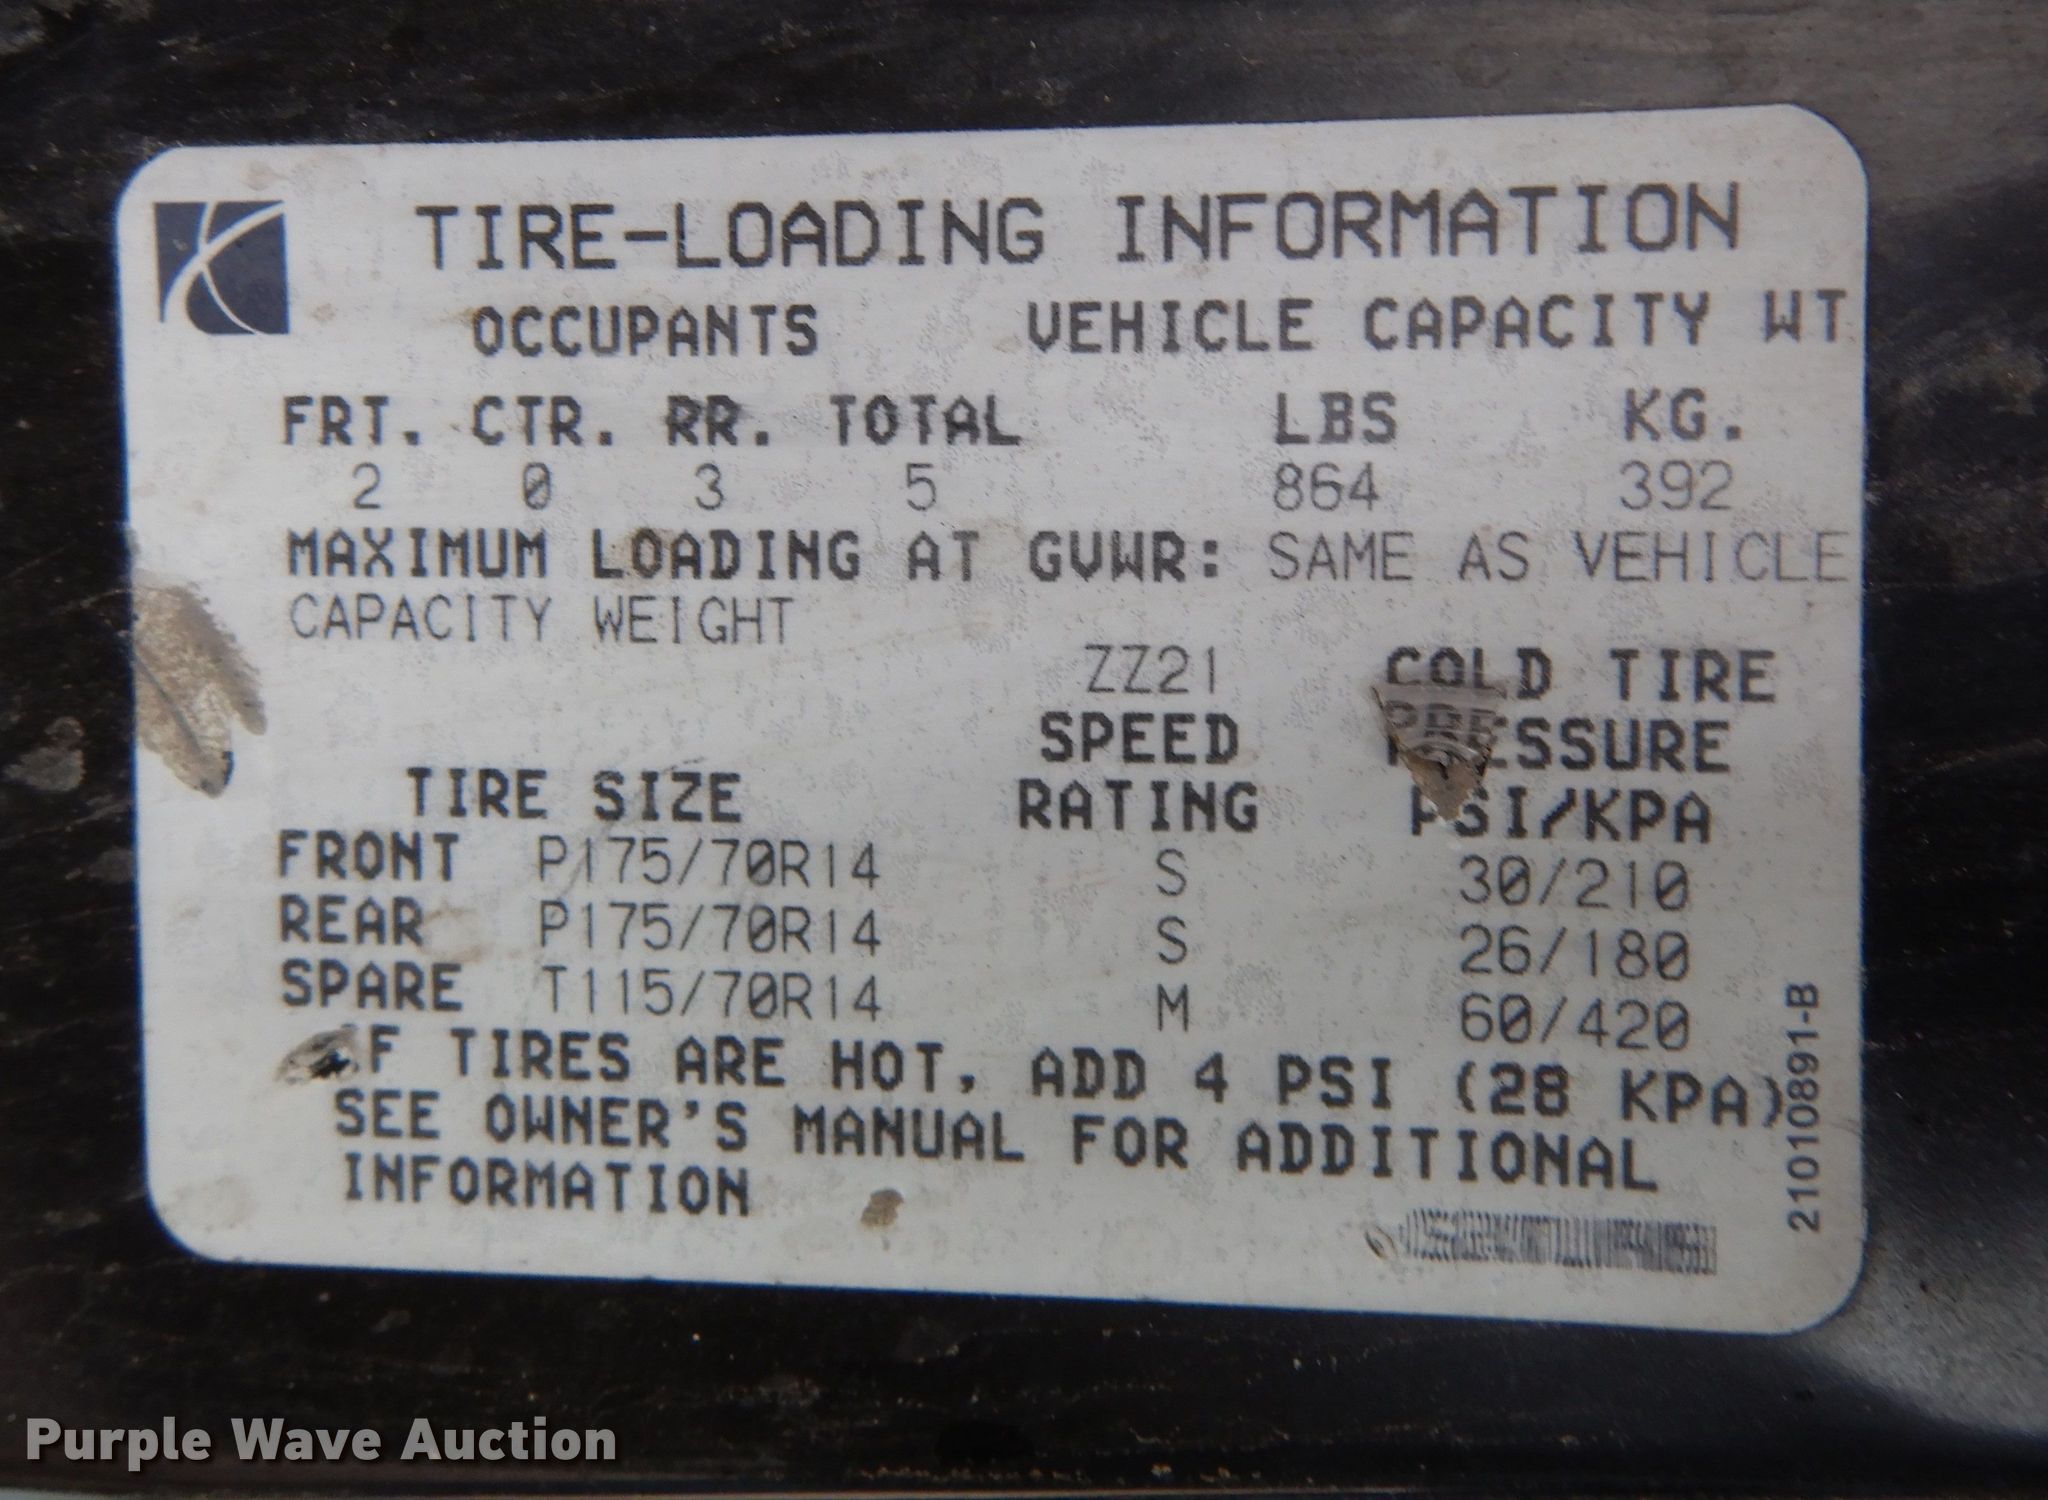 TIRE-LOADING INFORMATION
OCCUPANTS VEHICLE CAPACITY WT
FRT. CTR. RR. TOTAL LBS KG.
2 0 3 5 864 392
MAXIMUM LOADING AT GVWR: SAME AS VEHICLE
CAPACITY WEIGHT
ZZ21 COLD TIRE
SPEED PRESSURE
TIRE SIZE RATING PSI/KPA
FRONT P175/70R14 S 30/210
REAR P175/70R14 S 26/180
SPARE T115/70R14 M 60/420
IF TIRES ARE HOT, ADD 4 PSI (28 KPA)
SEE OWNER'S MANUAL FOR ADDITIONAL
INFORMATION
21010891-B
Purple Wave Auction